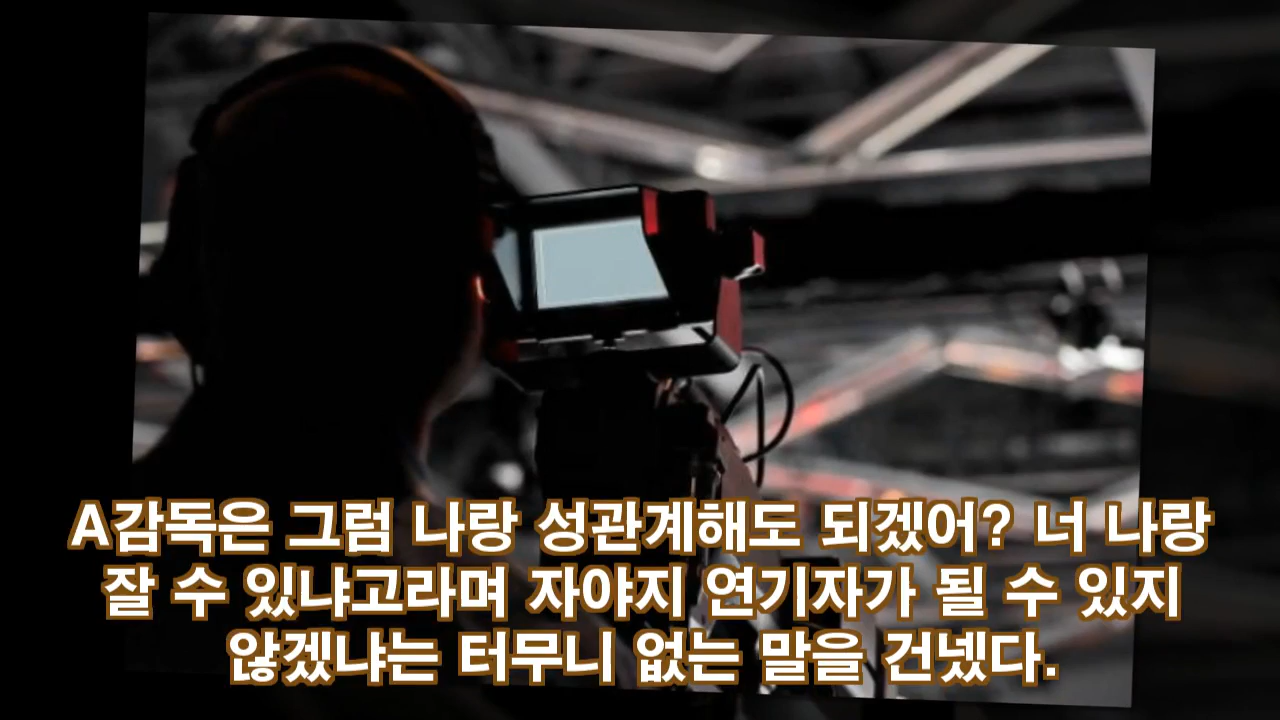 A감독은 그럼 나랑 성관계해도 되겠어? 너 나랑
잘 수 있냐고라며 자야지 연기자가 될 수 있지
않겠냐는 터무니 없는 말을 건넸다.